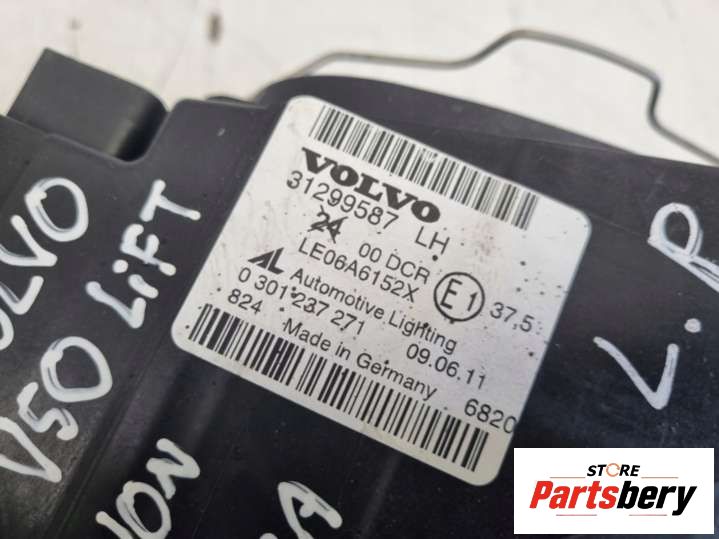 VOLVO
31299587 LH
24 00 DCR
LE06A6152X
E1 37,5
AL Automotive Lighting
0 301 237 271
824 09.06.11
Made in Germany 6820
V50 LiFT
L.P
STORE
Partsbery